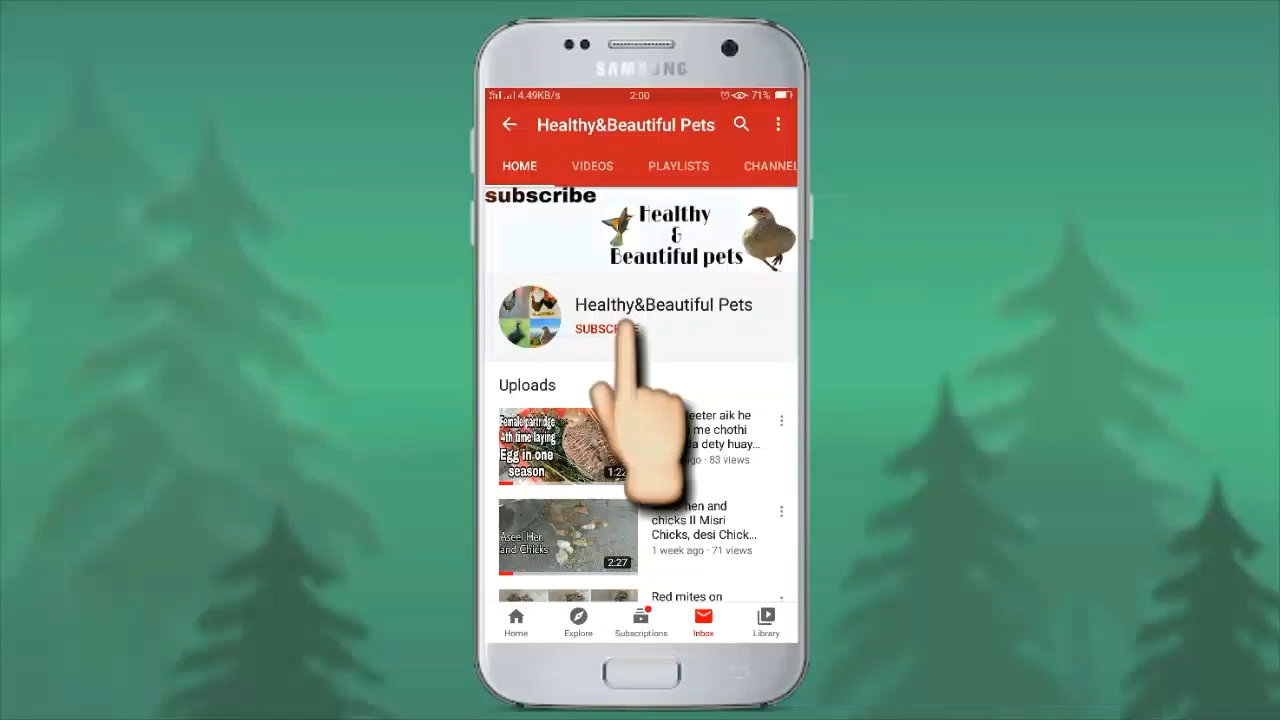 SAMSUNG
4.49KB/s 2:00 71%
Healthy&Beautiful Pets
HOME VIDEOS PLAYLISTS CHANNEL
subscribe
Healthy
&
Beautiful pets
Healthy&Beautiful Pets
Uploads
Female partridge
4th time laying
Egg in one
season
1:22
eeter aik he
me chothi
da dety huay...
ago · 83 views
Aseel Hen
and Chicks
2:27
hen and
chicks II Misri
Chicks, desi Chick...
1 week ago · 71 views
Red mites on
Home Explore Subscriptions Inbox Library